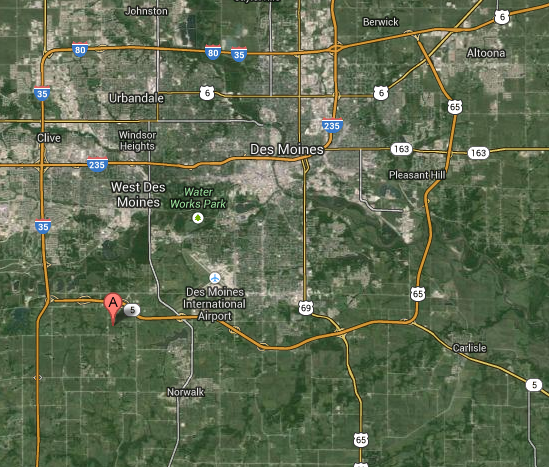 Johnston
Berwick
6
80
80
35
Altoona
35
Urbandale
6
6
65
Clive
Windsor
Heights
235
Des Moines
163
163
235
Pleasant Hill
West Des
Moines
Water
Works Park
35
Des Moines
International
Airport
65
A
5
69
Carlisle
5
Norwalk
65